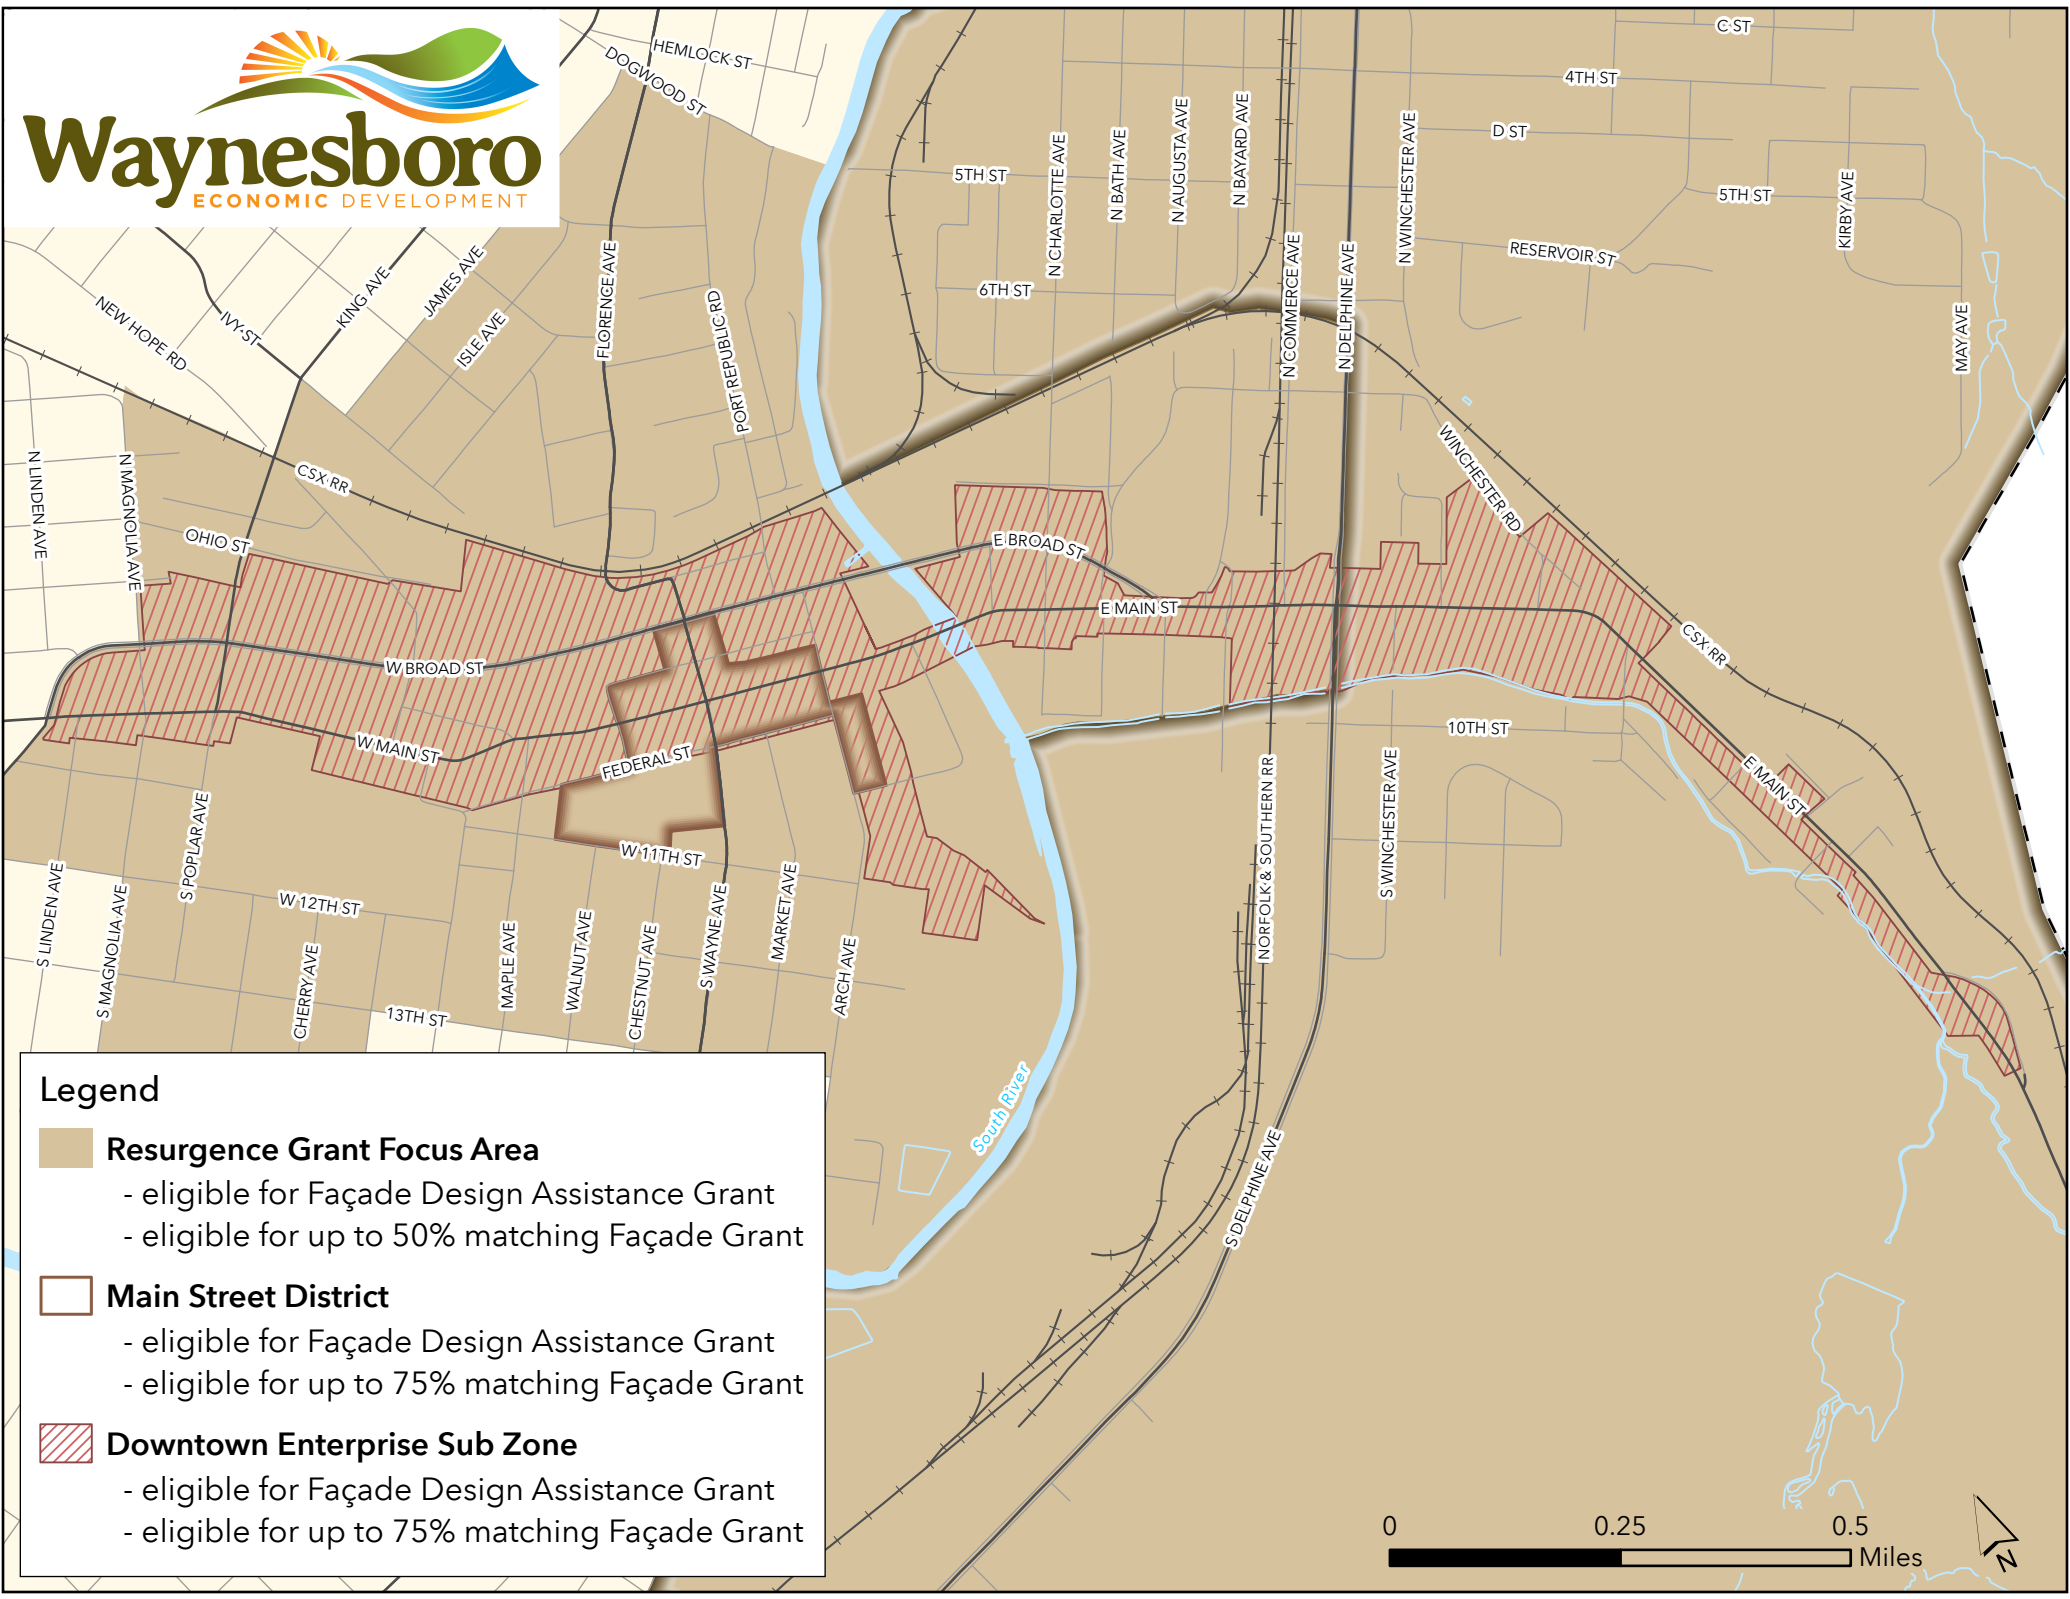 Waynesboro
ECONOMIC DEVELOPMENT
HEMLOCK ST
DOGWOOD ST
C ST
4TH ST
D ST
5TH ST
5TH ST
N CHARLOTTE AVE
N BATH AVE
N AUGUSTA AVE
N BAYARD AVE
N WINCHESTER AVE
KIRBY AVE
RESERVOIR ST
6TH ST
N COMMERCE AVE
N DELPHINE AVE
MAY AVE
NEW HOPE RD
IVY ST
KING AVE
JAMES AVE
ISLE AVE
FLORENCE AVE
PORT REPUBLIC RD
N LINDEN AVE
N MAGNOLIA AVE
CSX RR
OHIO ST
WINCHESTER RD
E BROAD ST
E MAIN ST
CSX RR
W BROAD ST
W MAIN ST
FEDERAL ST
10TH ST
E MAIN ST
S LINDEN AVE
S MAGNOLIA AVE
S POPLAR AVE
W 11TH ST
W 12TH ST
CHERRY AVE
13TH ST
MAPLE AVE
WALNUT AVE
CHESTNUT AVE
S WAYNE AVE
MARKET AVE
ARCH AVE
NORFOLK & SOUTHERN RR
S WINCHESTER AVE
South River
S DELPHINE AVE
Legend
Resurgence Grant Focus Area
- eligible for Façade Design Assistance Grant
- eligible for up to 50% matching Façade Grant
Main Street District
- eligible for Façade Design Assistance Grant
- eligible for up to 75% matching Façade Grant
Downtown Enterprise Sub Zone
- eligible for Façade Design Assistance Grant
- eligible for up to 75% matching Façade Grant
0 0.25 0.5
Miles
N